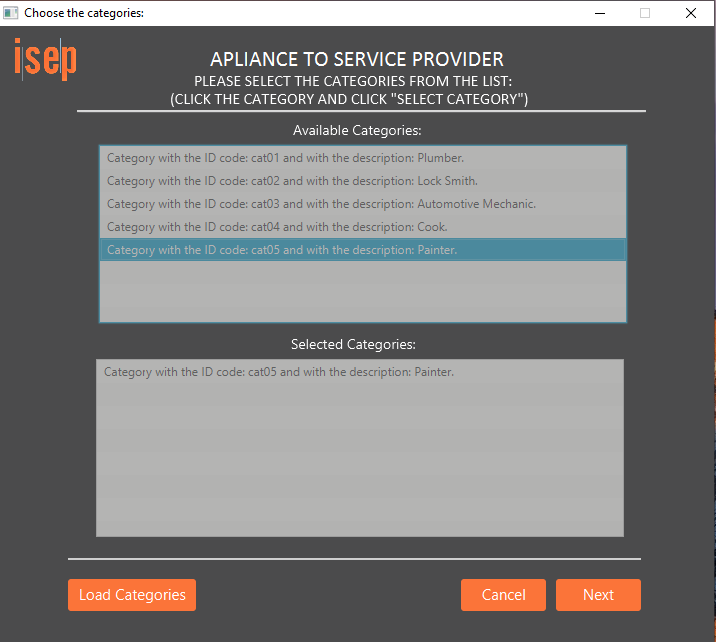 Choose the categories:
isep
APLIANCE TO SERVICE PROVIDER
PLEASE SELECT THE CATEGORIES FROM THE LIST:
(CLICK THE CATEGORY AND CLICK "SELECT CATEGORY")
Available Categories:
Category with the ID code: cat01 and with the description: Plumber.
Category with the ID code: cat02 and with the description: Lock Smith.
Category with the ID code: cat03 and with the description: Automotive Mechanic.
Category with the ID code: cat04 and with the description: Cook.
Category with the ID code: cat05 and with the description: Painter.
Selected Categories:
Category with the ID code: cat05 and with the description: Painter.
Load Categories
Cancel
Next